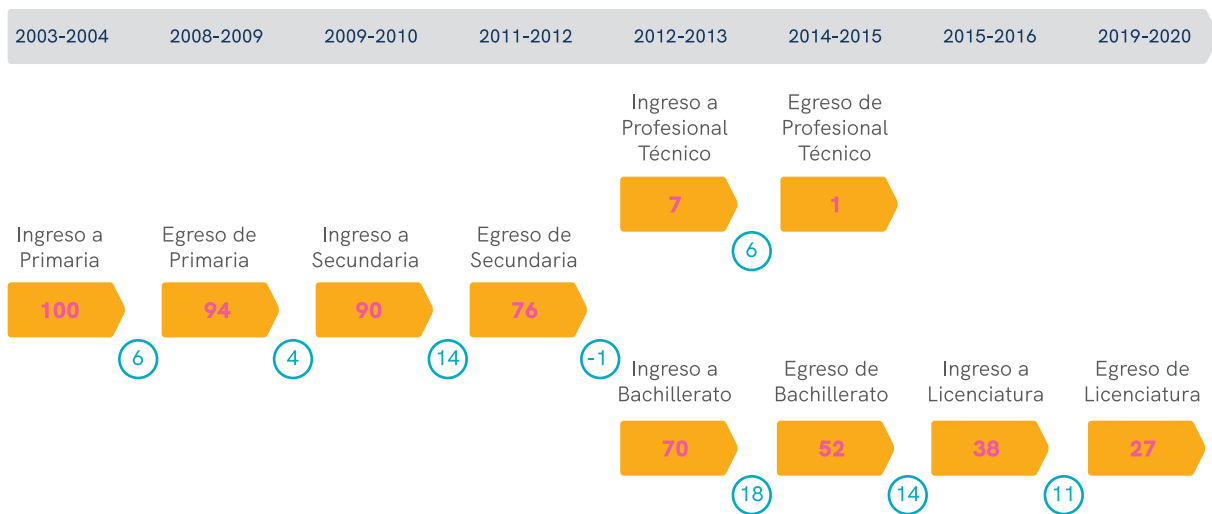 2003-2004 2008-2009 2009-2010 2011-2012 2012-2013 2014-2015 2015-2016 2019-2020
Ingreso a
Profesional
Técnico
7
6
Egreso de
Profesional
Técnico
1
Ingreso a
Primaria
100
6
Egreso de
Primaria
94
4
Ingreso a
Secundaria
90
14
Egreso de
Secundaria
76
-1
Ingreso a
Bachillerato
70
18
Egreso de
Bachillerato
52
14
Ingreso a
Licenciatura
38
11
Egreso de
Licenciatura
27